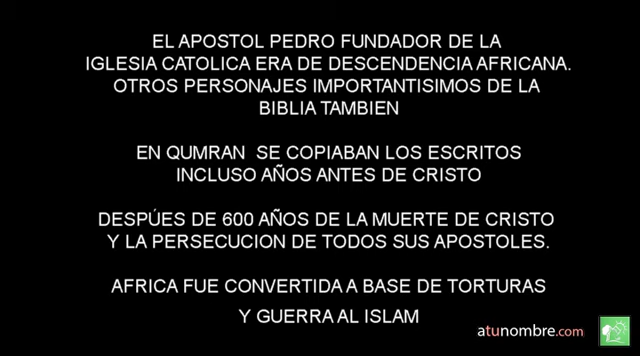 EL APOSTOL PEDRO FUNDADOR DE LA
IGLESIA CATOLICA ERA DE DESCENDENCIA AFRICANA.
OTROS PERSONAJES IMPORTANTISIMOS DE LA
BIBLIA TAMBIEN
EN QUMRAN SE COPIABAN LOS ESCRITOS
INCLUSO AÑOS ANTES DE CRISTO
DESPÚES DE 600 AÑOS DE LA MUERTE DE CRISTO
Y LA PERSECUCION DE TODOS SUS APOSTOLES.
AFRICA FUE CONVERTIDA A BASE DE TORTURAS
Y GUERRA AL ISLAM
atunombre.com